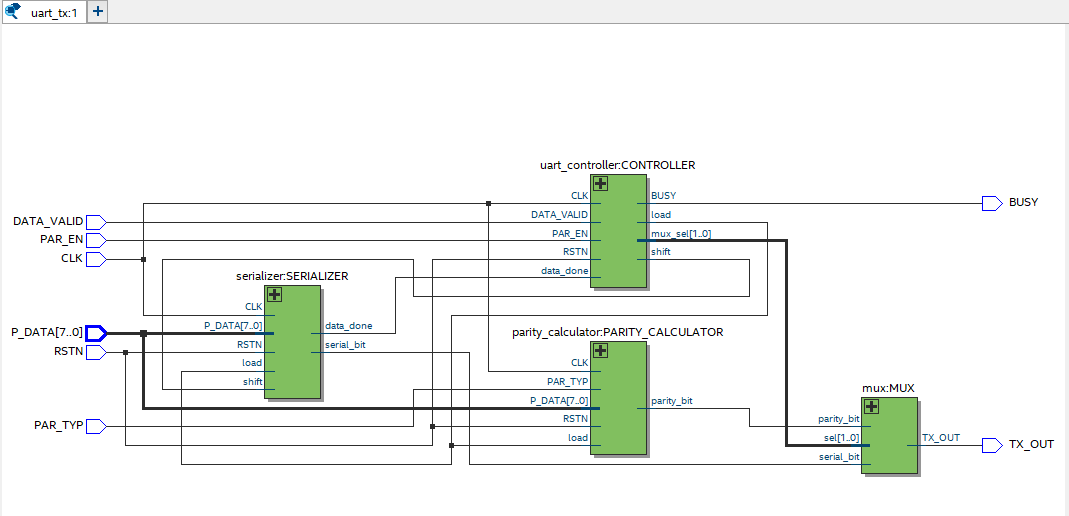 uart_tx:1
uart_controller:CONTROLLER
CLK
BUSY
BUSY
DATA_VALID
DATA_VALID
load
PAR_EN
PAR_EN
mux_sel[1..0]
CLK
RSTN
shift
data_done
serializer:SERIALIZER
CLK
P_DATA[7..0]
P_DATA[7..0]
data_done
RSTN
RSTN
serial_bit
load
shift
parity_calculator:PARITY_CALCULATOR
CLK
PAR_TYP
P_DATA[7..0]
parity_bit
RSTN
load
PAR_TYP
mux:MUX
parity_bit
sel[1..0]
TX_OUT
TX_OUT
serial_bit